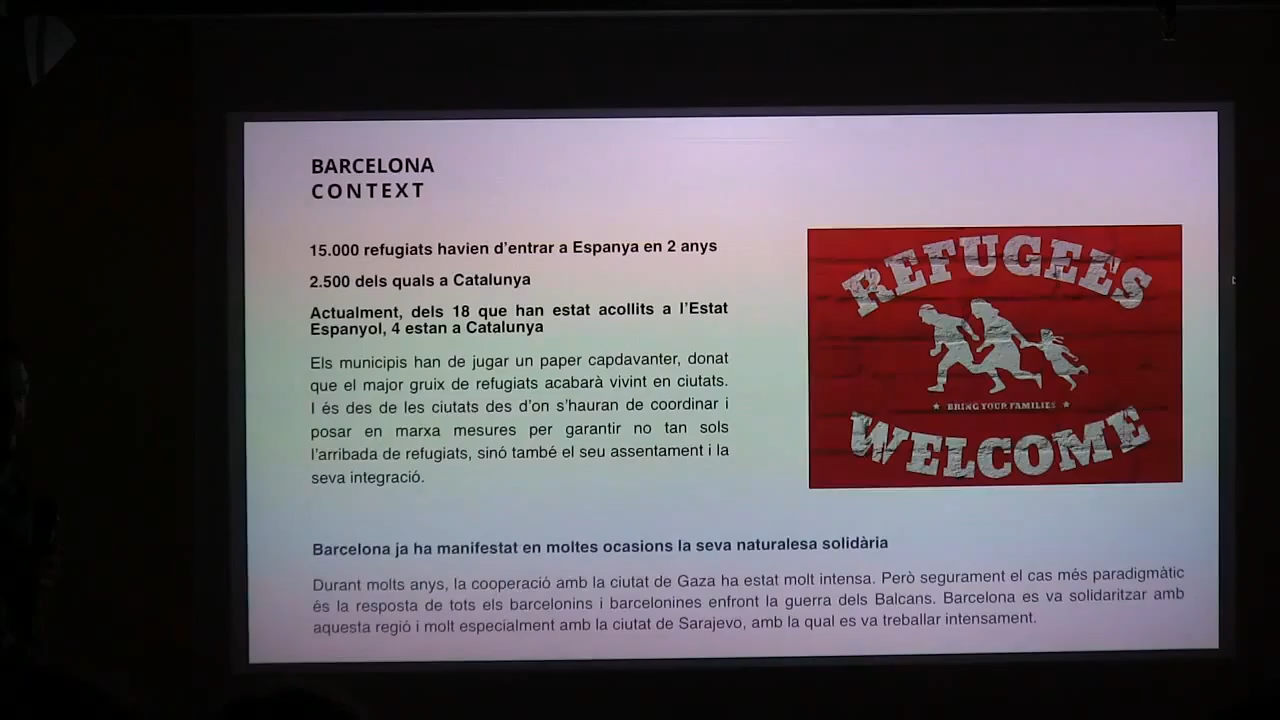 BARCELONA
CONTEXT
15.000 refugiats havien d'entrar a Espanya en 2 anys
2.500 dels quals a Catalunya
Actualment, dels 18 que han estat acollits a l'Estat
Espanyol, 4 estan a Catalunya
Els municipis han de jugar un paper capdavanter, donat
que el major gruix de refugiats acabarà vivint en ciutats.
I és des de les ciutats des d'on s'hauran de coordinar i
posar en marxa mesures per garantir no tan sols
l'arribada de refugiats, sinó també el seu assentament i la
seva integració.
REFUGEES
BRING YOUR FAMILIES
WELCOME
Barcelona ja ha manifestat en moltes ocasions la seva naturalesa solidària
Durant molts anys, la cooperació amb la ciutat de Gaza ha estat molt intensa. Però segurament el cas més paradigmàtic
és la resposta de tots els barcelonins i barcelonines enfront la guerra dels Balcans. Barcelona es va solidaritzar amb
aquesta regió i molt especialment amb la ciutat de Sarajevo, amb la qual es va treballar intensament.